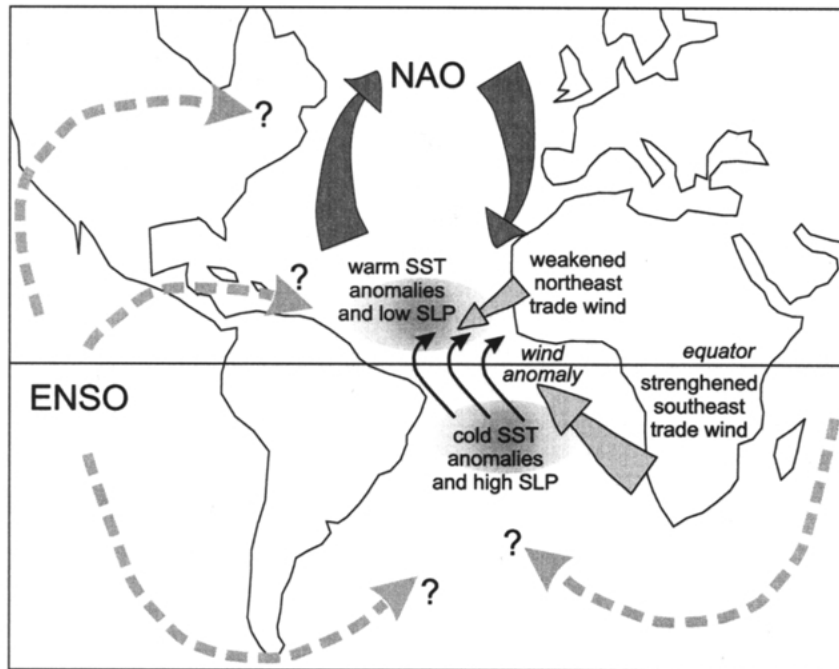 NAO
?
?
warm SST
anomalies
and low SLP
weakened
northeast
trade wind
wind
anomaly
equator
ENSO
strenghened
southeast
trade wind
cold SST
anomalies
and high SLP
?
?